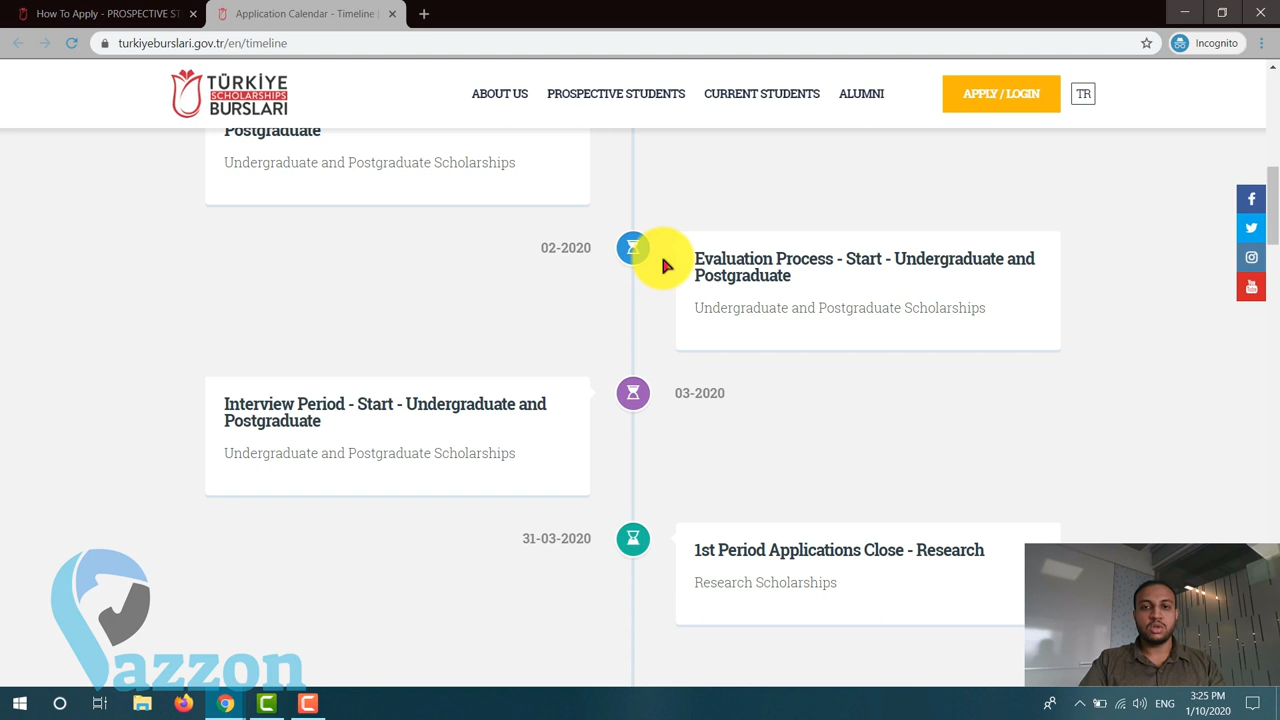 How To Apply - PROSPECTIVE ST
Application Calendar - Timeline
turkiyeburslari.gov.tr/en/timeline
Incognito
TÜRKİYE
SCHOLARSHIPS
BURSLARI
ABOUT US
PROSPECTIVE STUDENTS
CURRENT STUDENTS
ALUMNI
APPLY / LOGIN
TR
Postgraduate
Undergraduate and Postgraduate Scholarships
02-2020
Evaluation Process - Start - Undergraduate and
Postgraduate
Undergraduate and Postgraduate Scholarships
Interview Period - Start - Undergraduate and
Postgraduate
Undergraduate and Postgraduate Scholarships
03-2020
31-03-2020
1st Period Applications Close - Research
Research Scholarships
azzon
ENG
3:25 PM
1/10/2020